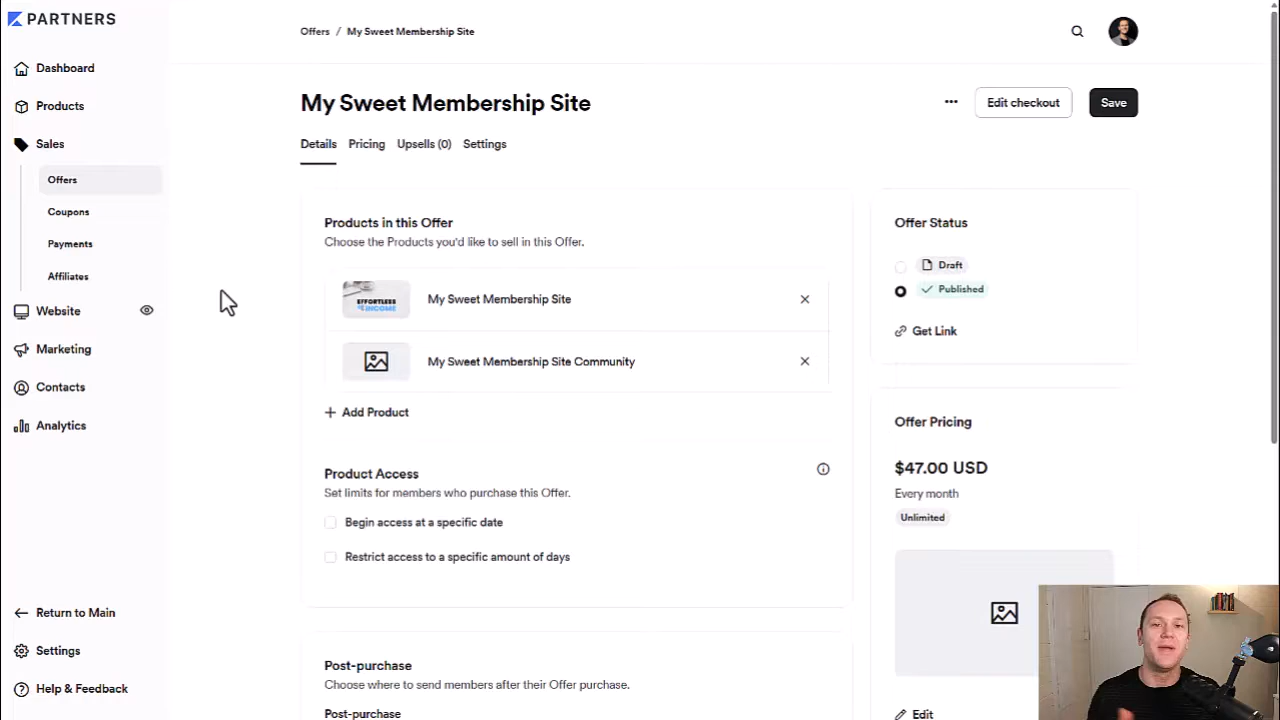 PARTNERS
Dashboard
Products
Sales
Offers
Coupons
Payments
Affiliates
Website
Marketing
Contacts
Analytics
Return to Main
Settings
Help & Feedback
Offers / My Sweet Membership Site
My Sweet Membership Site
Edit checkout
Save
Details Pricing Upsells (0) Settings
Products in this Offer
Choose the Products you'd like to sell in this Offer.
EFFORTLESS
INCOME
My Sweet Membership Site
My Sweet Membership Site Community
+ Add Product
Product Access
Set limits for members who purchase this Offer.
Begin access at a specific date
Restrict access to a specific amount of days
Post-purchase
Choose where to send members after their Offer purchase.
Post-purchase
Offer Status
Draft
Published
Get Link
Offer Pricing
$47.00 USD
Every month
Unlimited
Edit